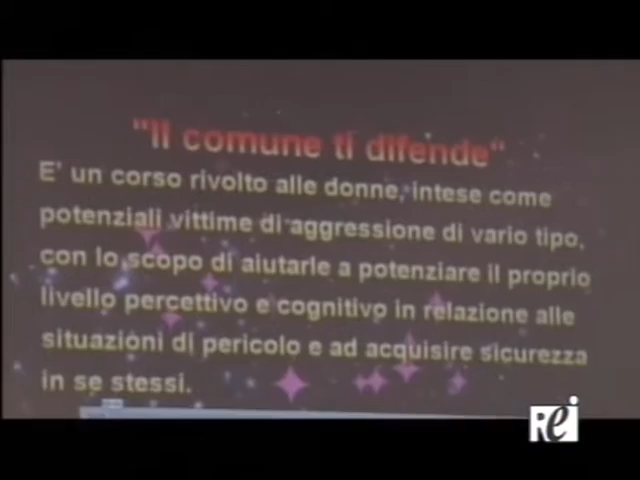 "Il comune ti difende"
E' un corso rivolto alle donne, intese come
potenziali vittime di aggressione di vario tipo,
con lo scopo di aiutarle a potenziare il proprio
livello percettivo e cognitivo in relazione alle
situazioni di pericolo e ad acquisire sicurezza
in se stessi.
Rei